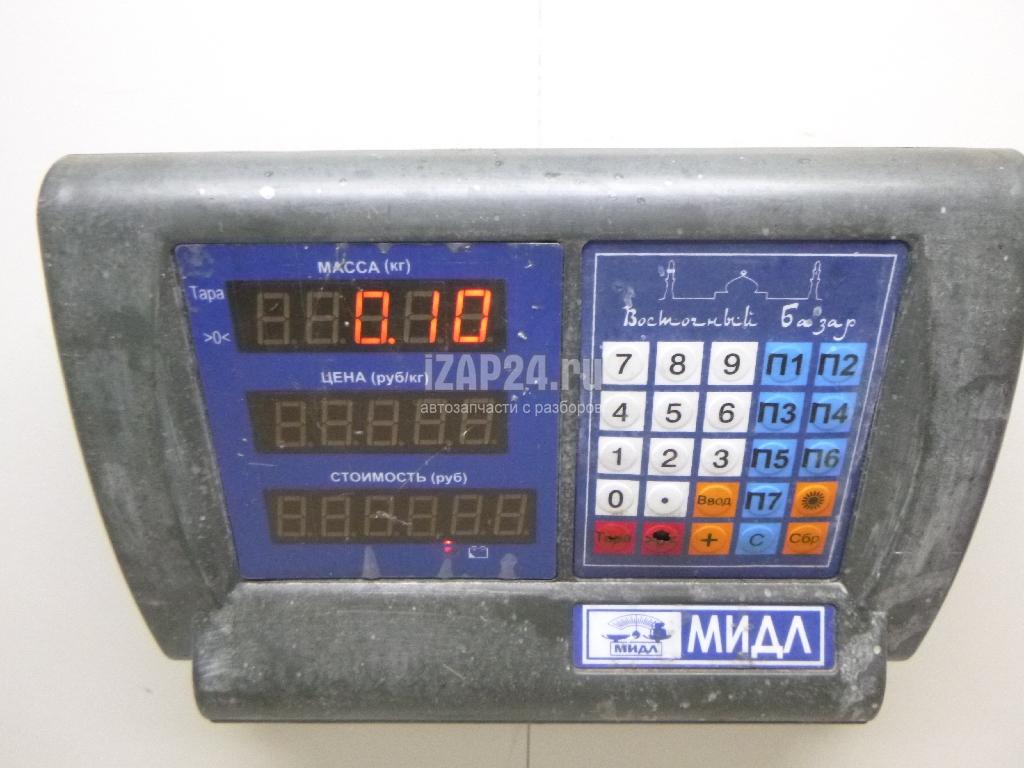 МАССА (кг)
Тара
0.10
>0<
ЦЕНА (руб/кг)
СТОИМОСТЬ (руб)
Восточный Базар
7 8 9 П1 П2
4 5 6 П3 П4
1 2 3 П5 П6
0 . Ввод П7
Тара + C Сбр
МИДЛ
МИДЛ
iZAP24.ru
автозапчасти с разборов